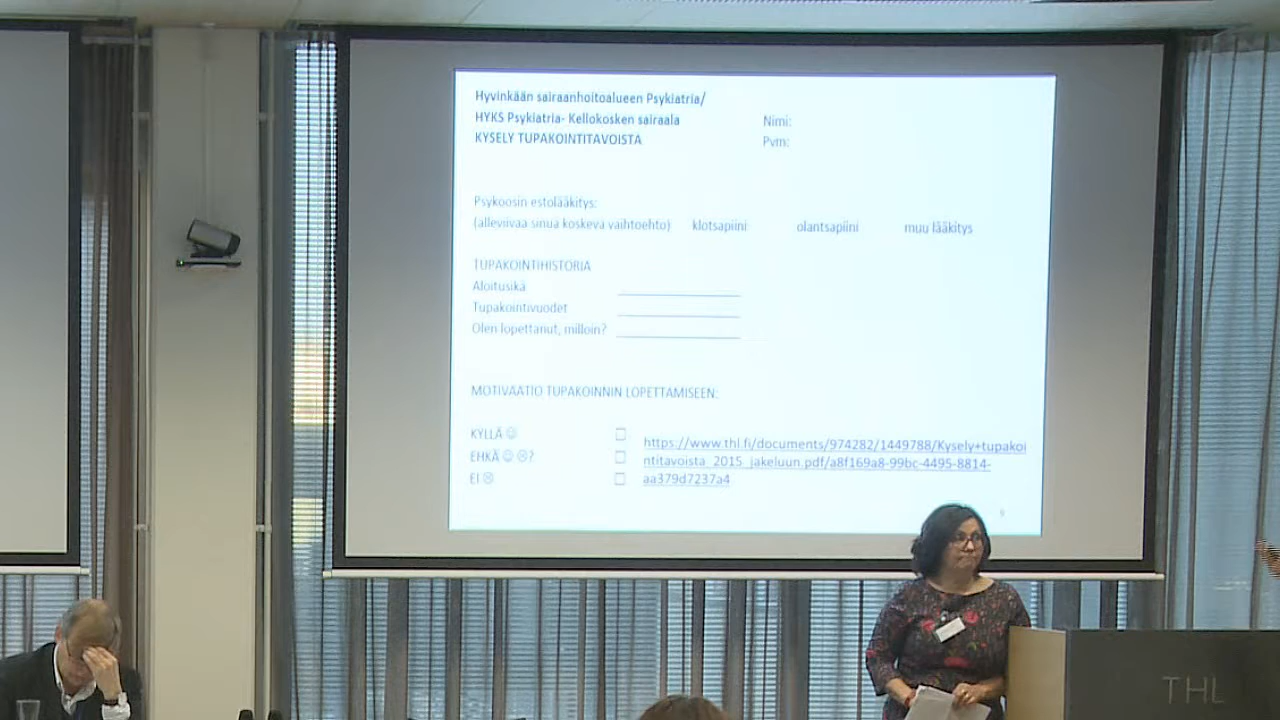 Hyvinkään sairaanhoitoalueen Psykiatria/
HYKS Psykiatria- Kellokosken sairaala
Nimi:
KYSELY TUPAKOINTITAVOISTA
Pvm:
Psykoosin estolääkitys:
(alleviivaa sinua koskeva vaihtoehto) klotsapiini olantsapiini muu lääkitys
TUPAKOINTIHISTORIA
Aloitusikä
Tupakointivuodet
Olen lopettanut, milloin?
MOTIVAATIO TUPAKOINNIN LOPETTAMISEEN:
KYLLÄ ☺ ☐
EHKÄ ☺ ☹? ☐
EI ☹ ☐
https://www.thl.fi/documents/974282/1449788/Kysely+tupakoi
ntitavoista_2015_jakeluun.pdf/a8f169a8-99bc-4495-8814-
aa379d7237a4
9
THL